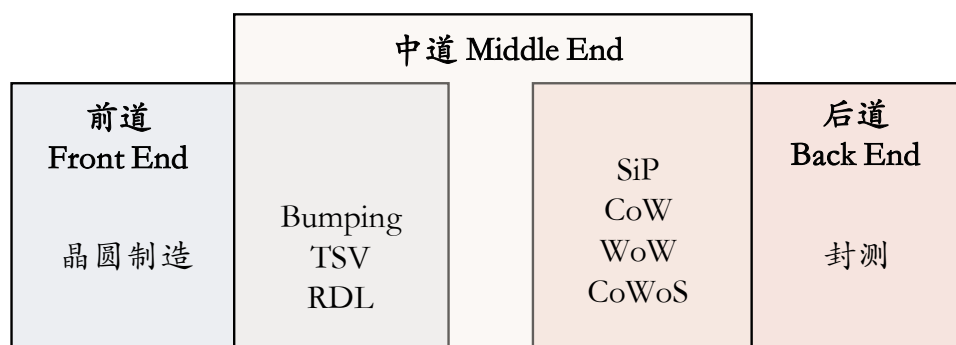 中道 Middle End
前道
Front End
晶圆制造
Bumping
TSV
RDL
SiP
CoW
WoW
CoWoS
后道
Back End
封测